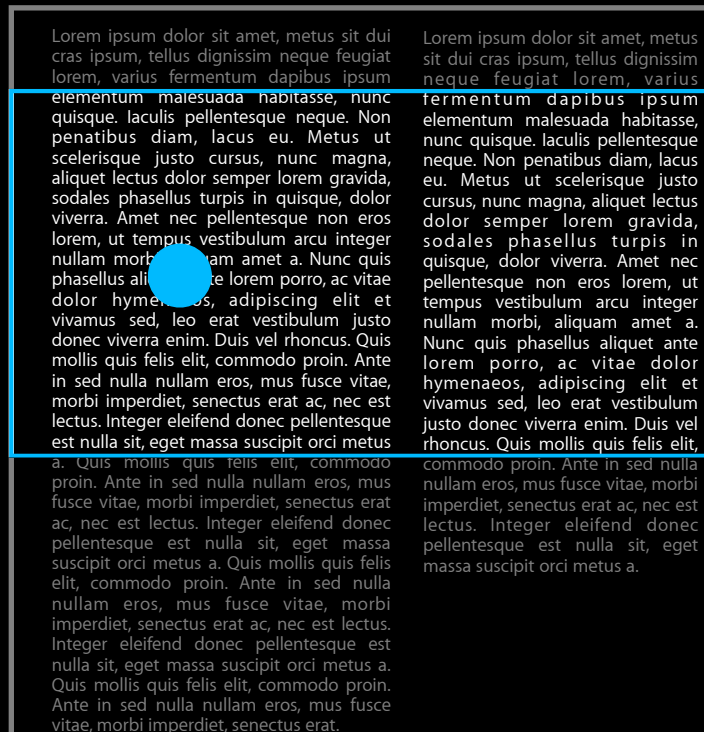 Lorem ipsum dolor sit amet, metus sit dui
cras ipsum, tellus dignissim neque feugiat
lorem, varius fermentum dapibus ipsum
elementum malesuada habitasse, nunc
quisque. Iaculis pellentesque neque. Non
penatibus diam, lacus eu. Metus ut
scelerisque justo cursus, nunc magna,
aliquet lectus dolor semper lorem gravida,
sodales phasellus turpis in quisque, dolor
viverra. Amet nec pellentesque non eros
lorem, ut tempus vestibulum arcu integer
nullam amet a. Nunc quis
phasellus lorem porro, ac vitae
dolor adipiscing elit et
vivamus sed, leo erat vestibulum justo
donec viverra enim. Duis vel rhoncus. Quis
mollis quis felis elit, commodo proin. Ante
in sed nulla nullam eros, mus fusce vitae,
morbi imperdiet, senectus erat ac, nec est
lectus. Integer eleifend donec pellentesque
est nulla sit, eget massa suscipit orci metus
a. Quis mollis quis felis elit, commodo
proin. Ante in sed nulla nullam eros, mus
fusce vitae, morbi imperdiet, senectus erat
ac, nec est lectus. Integer eleifend donec
pellentesque est nulla sit, eget massa
suscipit orci metus a. Quis mollis quis felis
elit, commodo proin. Ante in sed nulla
nullam eros, mus fusce vitae, morbi
imperdiet, senectus erat ac, nec est lectus.
Integer eleifend donec pellentesque est
nulla sit, eget massa suscipit orci metus a.
Quis mollis quis felis elit, commodo proin.
Ante in sed nulla nullam eros, mus fusce
vitae, morbi imperdiet, senectus erat.
Lorem ipsum dolor sit amet, metus
sit dui cras ipsum, tellus dignissim
neque feugiat lorem, varius
fermentum dapibus ipsum
elementum malesuada habitasse,
nunc quisque. Iaculis pellentesque
neque. Non penatibus diam, lacus
eu. Metus ut scelerisque justo
cursus, nunc magna, aliquet lectus
dolor semper lorem gravida,
sodales phasellus turpis in
quisque, dolor viverra. Amet nec
pellentesque non eros lorem, ut
tempus vestibulum arcu integer
nullam morbi, aliquam amet a.
Nunc quis phasellus aliquet ante
lorem porro, ac vitae dolor
hymenaeos, adipiscing elit et
vivamus sed, leo erat vestibulum
justo donec viverra enim. Duis vel
rhoncus. Quis mollis quis felis elit,
commodo proin. Ante in sed nulla
nullam eros, mus fusce vitae, morbi
imperdiet, senectus erat ac, nec est
lectus. Integer eleifend donec
pellentesque est nulla sit, eget
massa suscipit orci metus a.